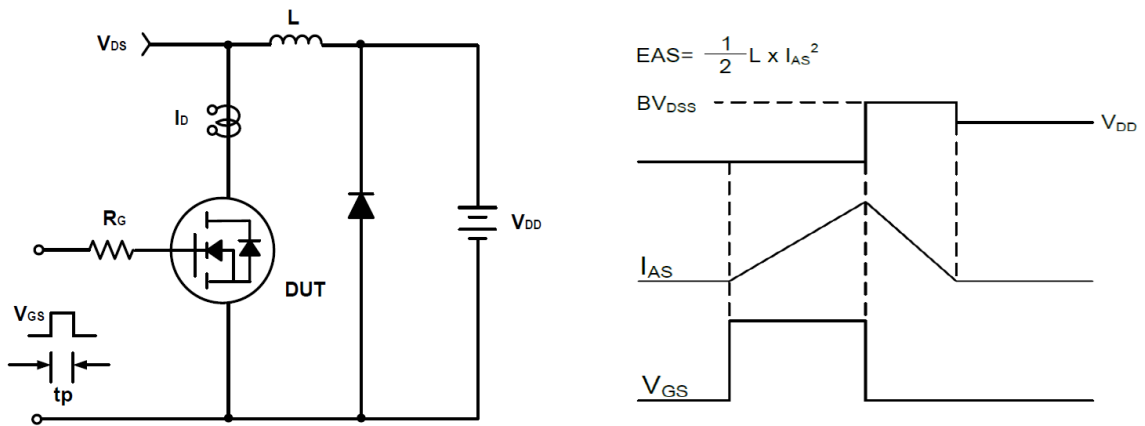 L
VDS
ID
RG
VDD
DUT
VGS
tp
EAS= 1/2 L x IAS²
BVDSS
VDD
IAS
VGS